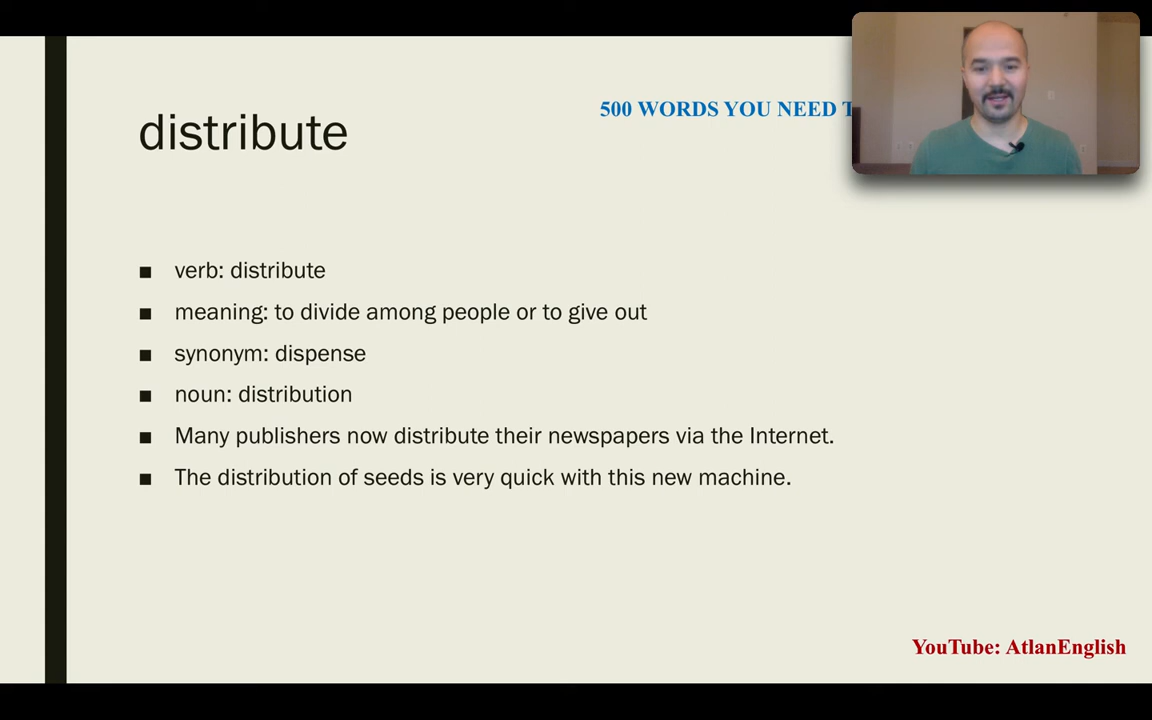 500 WORDS YOU NEED
distribute
■ verb: distribute
■ meaning: to divide among people or to give out
■ synonym: dispense
■ noun: distribution
■ Many publishers now distribute their newspapers via the Internet.
■ The distribution of seeds is very quick with this new machine.
YouTube: AtlanEnglish